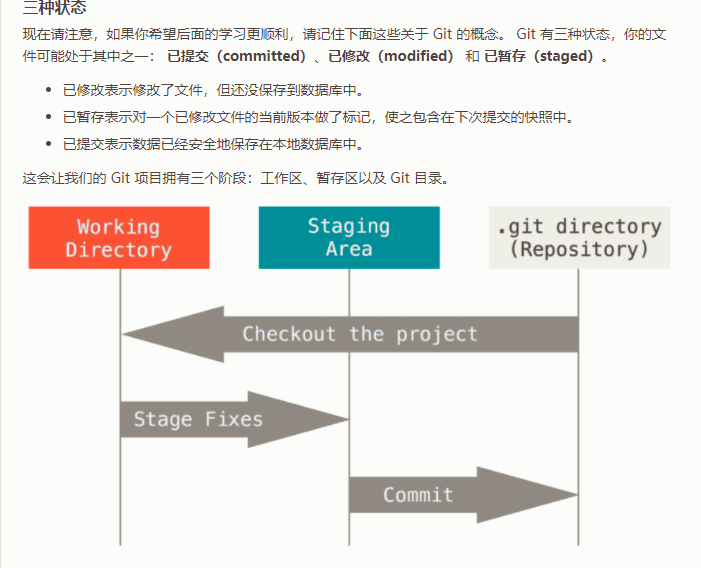 三种状态
现在请注意，如果你希望后面的学习更顺利，请记住下面这些关于 Git 的概念。 Git 有三种状态，你的文
件可能处于其中之一： 已提交（committed）、已修改（modified） 和 已暂存（staged）。
• 已修改表示修改了文件，但还没保存到数据库中。
• 已暂存表示对一个已修改文件的当前版本做了标记，使之包含在下次提交的快照中。
• 已提交表示数据已经安全地保存在本地数据库中。
这会让我们的 Git 项目拥有三个阶段：工作区、暂存区以及 Git 目录。
Working
Directory
Staging
Area
.git directory
(Repository)
Checkout the project
Stage Fixes
Commit